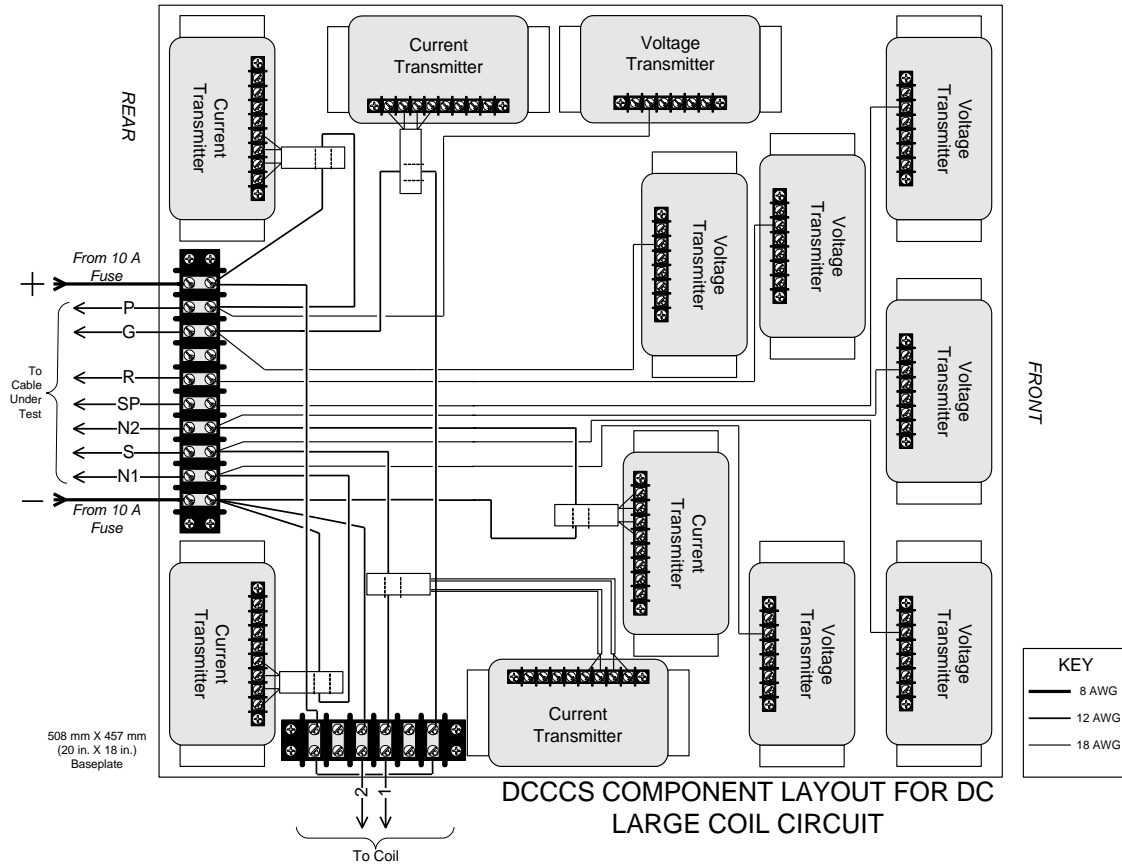 Current
Transmitter
Current
Transmitter
Voltage
Transmitter
Voltage
Transmitter
REAR
Voltage
Transmitter
Voltage
Transmitter
From 10 A
Fuse
+
P
G
R
SP
N2
S
N1
To
Cable
Under
Test
–
From 10 A
Fuse
Voltage
Transmitter
FRONT
Current
Transmitter
Current
Transmitter
Voltage
Transmitter
Voltage
Transmitter
Current
Transmitter
KEY
8 AWG
12 AWG
18 AWG
508 mm X 457 mm
(20 in. X 18 in.)
Baseplate
2
1
To Coil
DCCCS COMPONENT LAYOUT FOR DC
LARGE COIL CIRCUIT